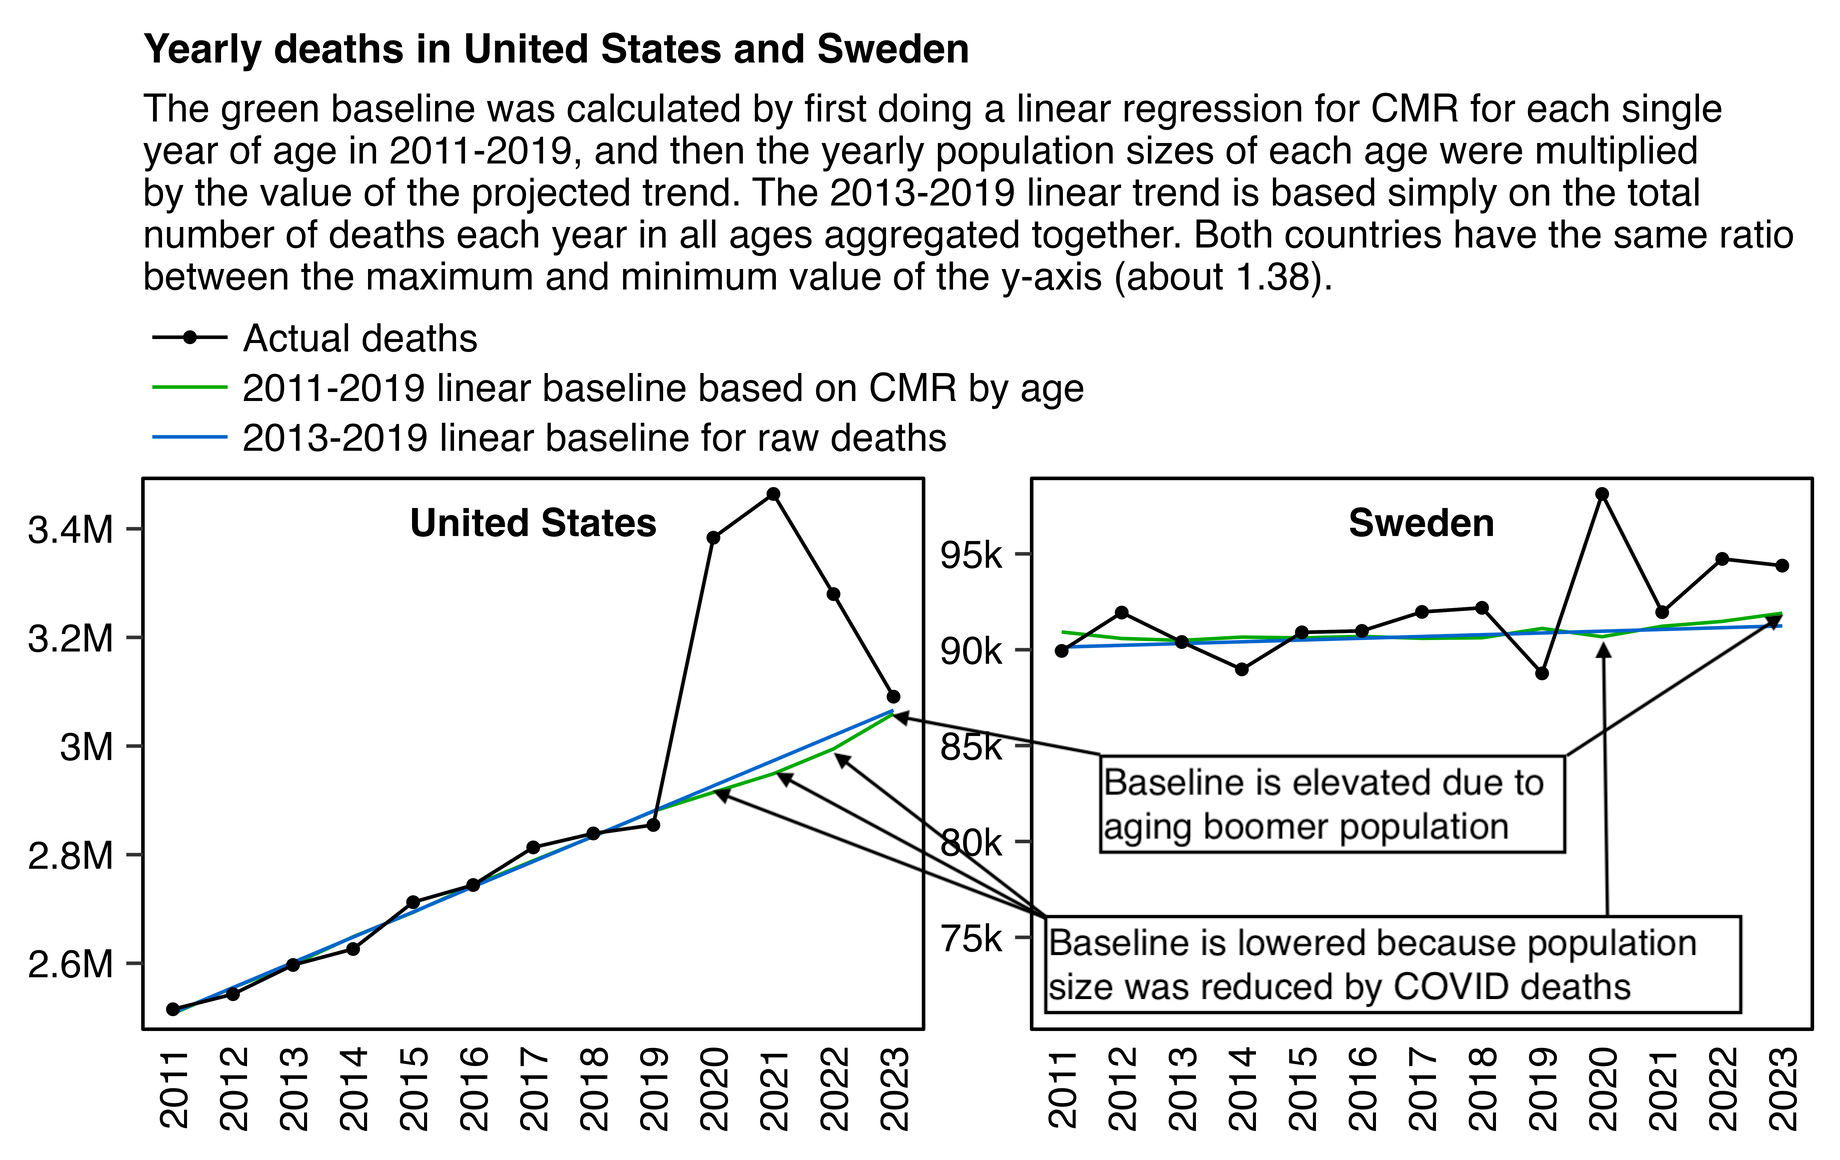 Yearly deaths in United States and Sweden
The green baseline was calculated by first doing a linear regression for CMR for each single
year of age in 2011-2019, and then the yearly population sizes of each age were multiplied
by the value of the projected trend. The 2013-2019 linear trend is based simply on the total
number of deaths each year in all ages aggregated together. Both countries have the same ratio
between the maximum and minimum value of the y-axis (about 1.38).
Actual deaths
2011-2019 linear baseline based on CMR by age
2013-2019 linear baseline for raw deaths
United States
3.4M
3.2M
3M
2.8M
2.6M
2011
2012
2013
2014
2015
2016
2017
2018
2019
2020
2021
2022
2023
Sweden
95k
90k
85k
80k
75k
Baseline is elevated due to
aging boomer population
Baseline is lowered because population
size was reduced by COVID deaths
2011
2012
2013
2014
2015
2016
2017
2018
2019
2020
2021
2022
2023